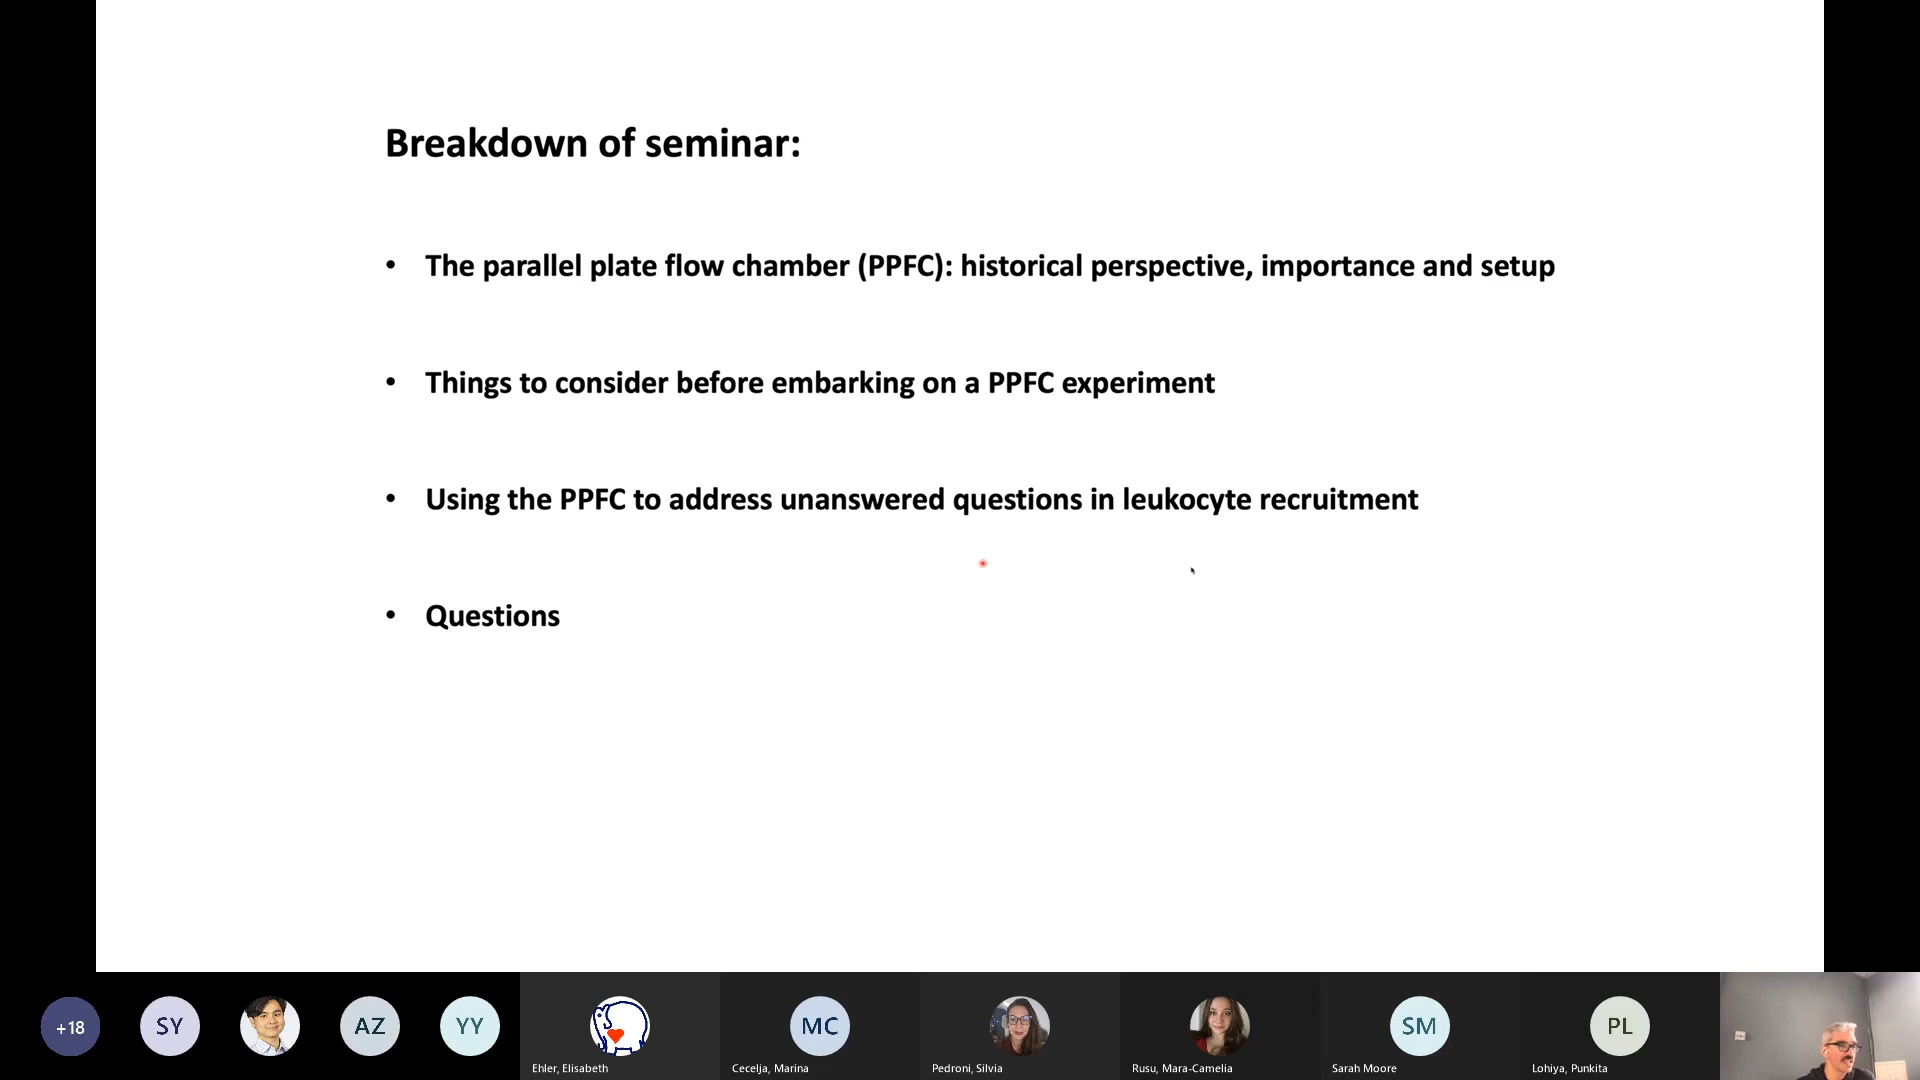 Breakdown of seminar:
• The parallel plate flow chamber (PPFC): historical perspective, importance and setup
• Things to consider before embarking on a PPFC experiment
• Using the PPFC to address unanswered questions in leukocyte recruitment
• Questions
+18
SY
AZ
YY
MC
SM
PL
Ehler, Elisabeth
Cecelja, Marina
Pedroni, Silvia
Rusu, Mara-Camelia
Sarah Moore
Lohiya, Punkita